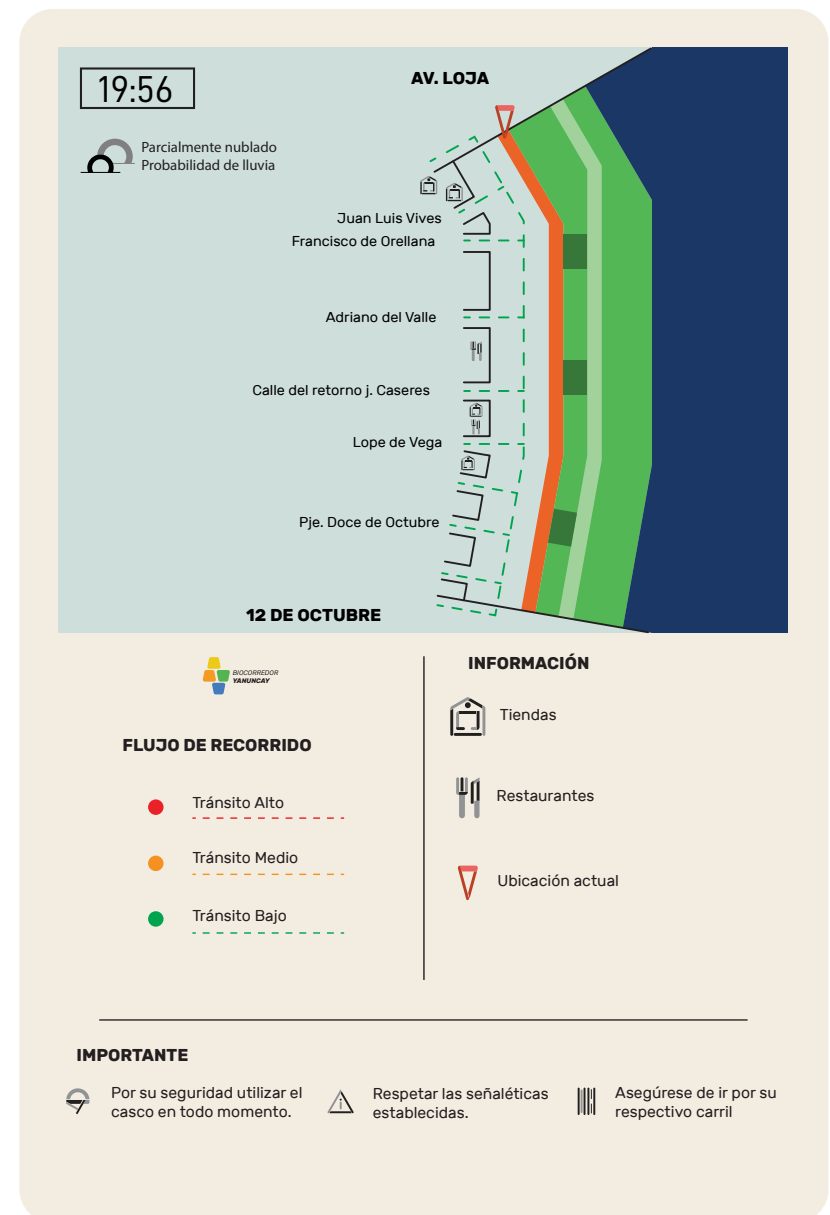 19:56
AV. LOJA
Parcialmente nublado
Probabilidad de lluvia
Juan Luis Vives
Francisco de Orellana
Adriano del Valle
Calle del retorno j. Caseres
Lope de Vega
Pje. Doce de Octubre
12 DE OCTUBRE
BIOCORREDOR
YANUNCAY
FLUJO DE RECORRIDO
Tránsito Alto
Tránsito Medio
Tránsito Bajo
INFORMACIÓN
Tiendas
Restaurantes
Ubicación actual
IMPORTANTE
Por su seguridad utilizar el
casco en todo momento.
Respetar las señaléticas
establecidas.
Asegúrese de ir por su
respectivo carril